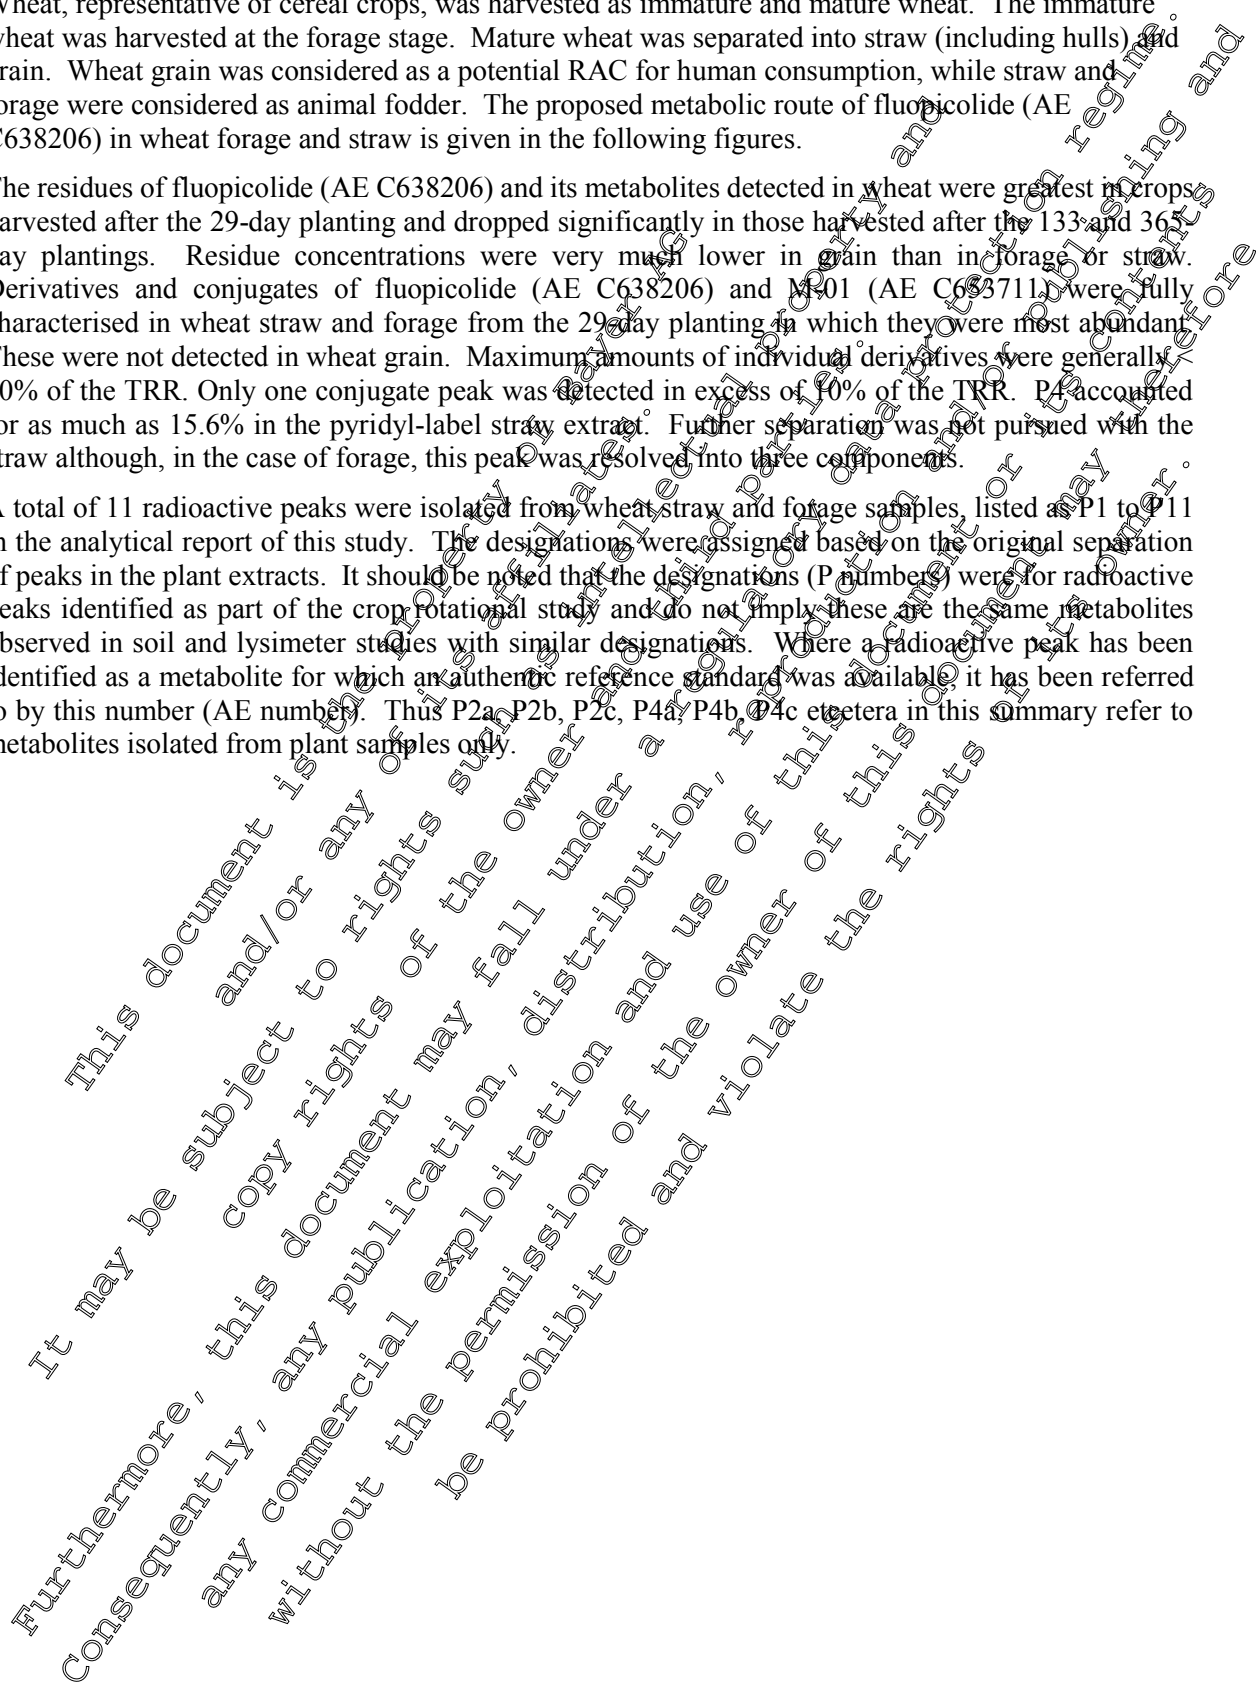 Wheat, representative of cereal crops, was harvested as immature and mature wheat. The immature
wheat was harvested at the forage stage. Mature wheat was separated into straw (including hulls) and
rain. Wheat grain was considered as a potential RAC for human consumption, while straw and
orage were considered as animal fodder. The proposed metabolic route of fluopicolide (AE
C638206) in wheat forage and straw is given in the following figures.
The residues of fluopicolide (AE C638206) and its metabolites detected in wheat were greatest in crops
arvested after the 29-day planting and dropped significantly in those harvested after the 133 and 365-
ay plantings. Residue concentrations were very much lower in grain than in forage or straw.
Derivatives and conjugates of fluopicolide (AE C638206) and M-01 (AE C653711) were fully
haracterised in wheat straw and forage from the 29-day planting in which they were most abundant.
These were not detected in wheat grain. Maximum amounts of individual derivatives were generally <
0% of the TRR. Only one conjugate peak was detected in excess of 10% of the TRR. P4 accounted
or as much as 15.6% in the pyridyl-label straw extract. Further separation was not pursued with the
traw although, in the case of forage, this peak was resolved into three components.
A total of 11 radioactive peaks were isolated from wheat straw and forage samples, listed as P1 to P11
n the analytical report of this study. The designations were assigned based on the original separation
f peaks in the plant extracts. It should be noted that the designations (P numbers) were for radioactive
eaks identified as part of the crop rotational study and do not imply these are the same metabolites
bserved in soil and lysimeter studies with similar designations. Where a radioactive peak has been
dentified as a metabolite for which an authentic reference standard was available, it has been referred
o by this number (AE number). Thus P2a, P2b, P2c, P4a, P4b, P4c etcetera in this summary refer to
metabolites isolated from plant samples only.
This document is the property of Bayer AG
and/or any of its affiliates.
It may be subject to rights such as intellectual property and
copy rights of the owner and third parties.
Furthermore, this document may fall under a regulatory data protection regime.
Consequently, any publication, distribution, reproduction and/or publishing and
any commercial exploitation and use of this document or its contents
without the permission of the owner of this document may therefore
be prohibited and violate the rights of its owner.